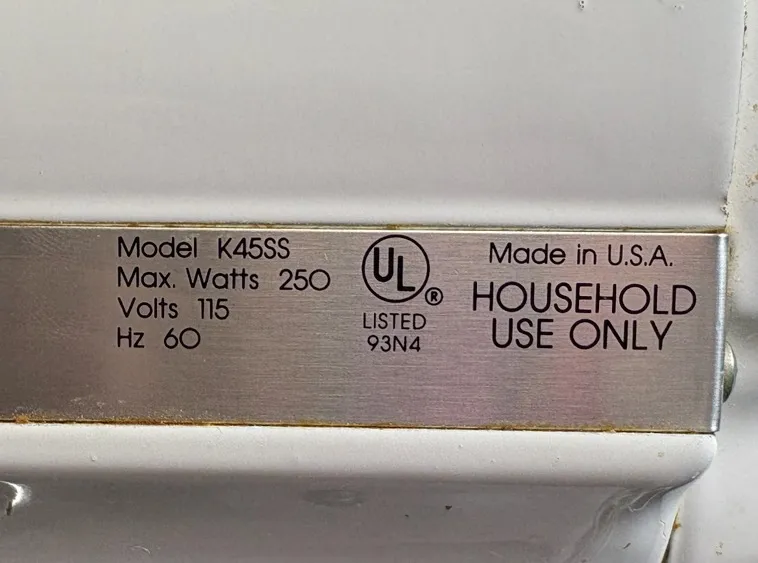 Model K45SS
Max. Watts 250
Volts 115
Hz 60
UL
®
LISTED
93N4
Made in U.S.A.
HOUSEHOLD
USE ONLY